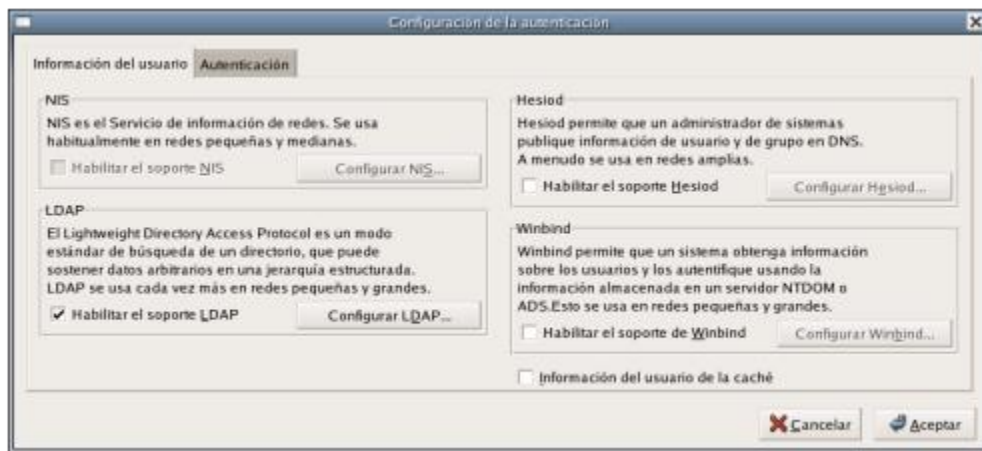 Configuración de la autenticación
Información del usuario
Autenticación
NIS
NIS es el Servicio de información de redes. Se usa
habitualmente en redes pequeñas y medianas.
Habilitar el soporte NIS
Configurar NIS...
LDAP
El Lightweight Directory Access Protocol es un modo
estándar de búsqueda de un directorio, que puede
sostener datos arbitrarios en una jerarquía estructurada.
LDAP se usa cada vez más en redes pequeñas y grandes.
Habilitar el soporte LDAP
Configurar LDAP...
Hesiod
Hesiod permite que un administrador de sistemas
publique información de usuario y de grupo en DNS.
A menudo se usa en redes amplias.
Habilitar el soporte Hesiod
Configurar Hesiod...
Winbind
Winbind permite que un sistema obtenga información
sobre los usuarios y los autentifique usando la
información almacenada en un servidor NTDOM o
ADS.Esto se usa en redes pequeñas y grandes.
Habilitar el soporte de Winbind
Configurar Winbind...
Información del usuario de la caché
Cancelar
Aceptar